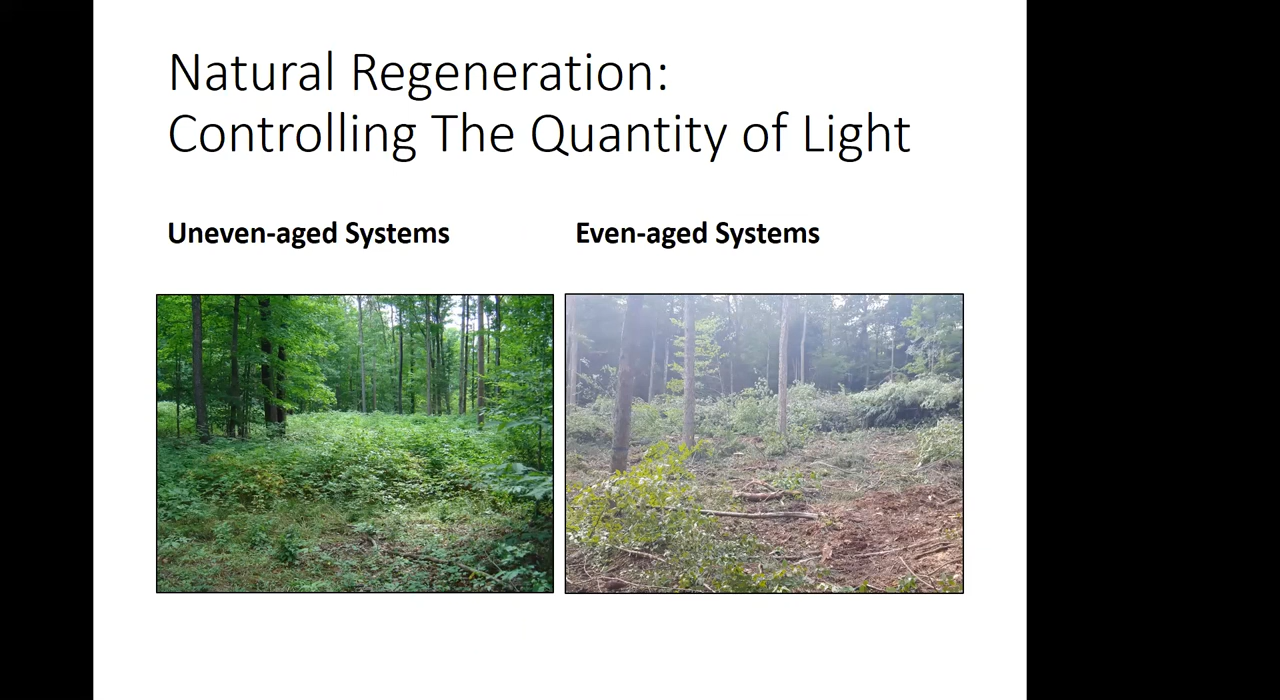 Natural Regeneration:
Controlling The Quantity of Light
Uneven-aged Systems
Even-aged Systems